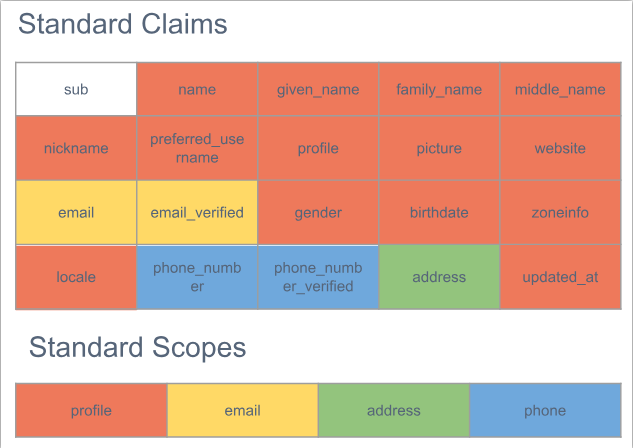 Standard Claims
sub name given_name family_name middle_name
nickname preferred_use
rname profile picture website
email email_verified gender birthdate zoneinfo
locale phone_numb
er phone_numb
er_verified address updated_at
Standard Scopes
profile email address phone